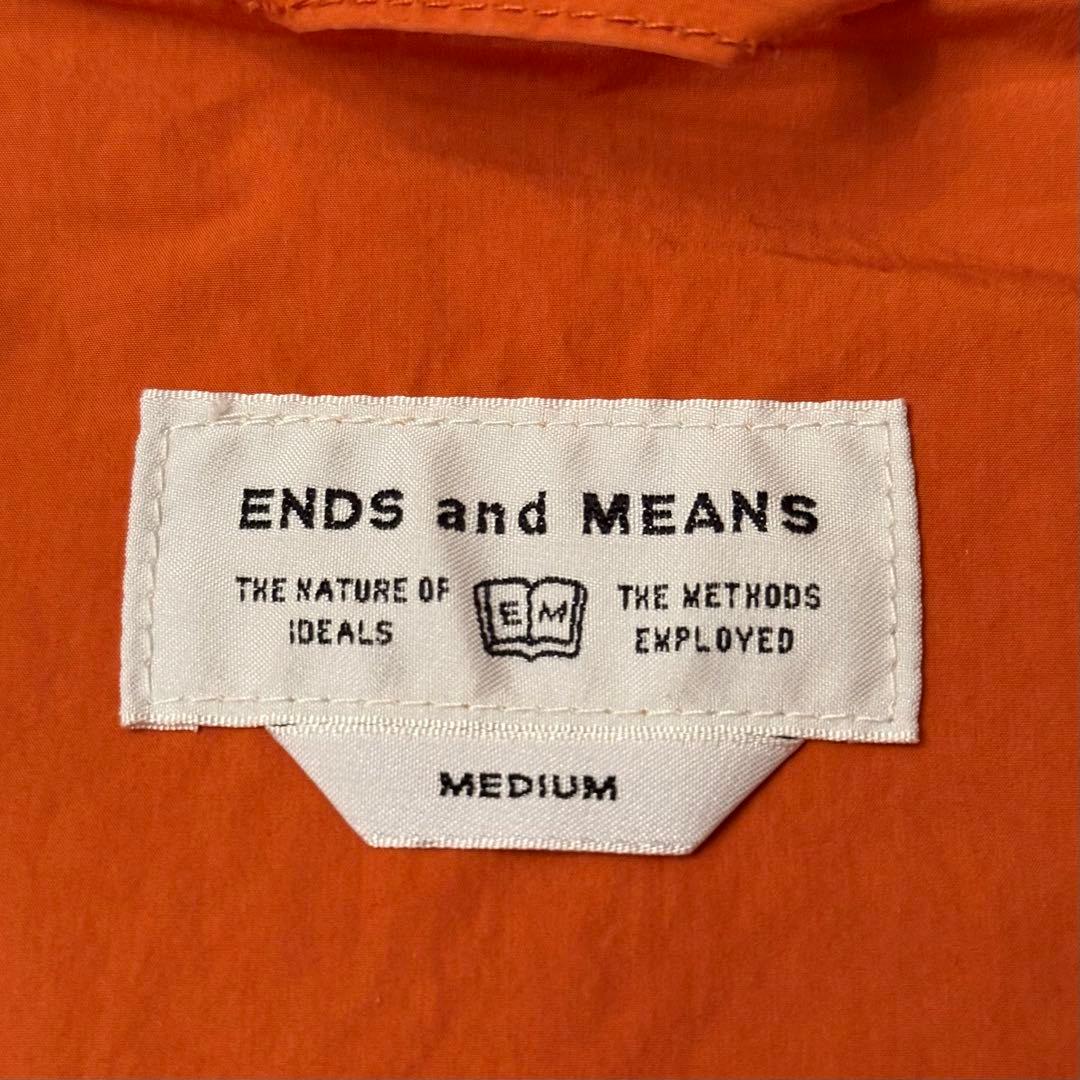 ENDS and MEANS
THE NATURE OF
IDEALS
E M
THE METHODS
EMPLOYED
MEDIUM